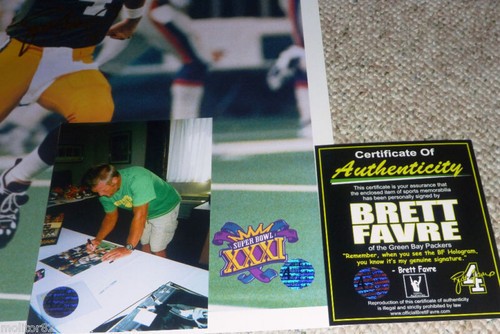 4
SUPER BOWL
XXXI
Certificate Of
Authenticity
This certificate is your assurance that
the enclosed item of sports memorabilia
has been personally signed by
BRETT
FAVRE
of the Green Bay Packers
"Remember, when you see the BF Hologram,
you know it's my genuine signature."
- Brett Favre
4
Reproduction of this certificate of authenticity
is illegal and strictly prohibited by law
www.officialBrettFavre.com